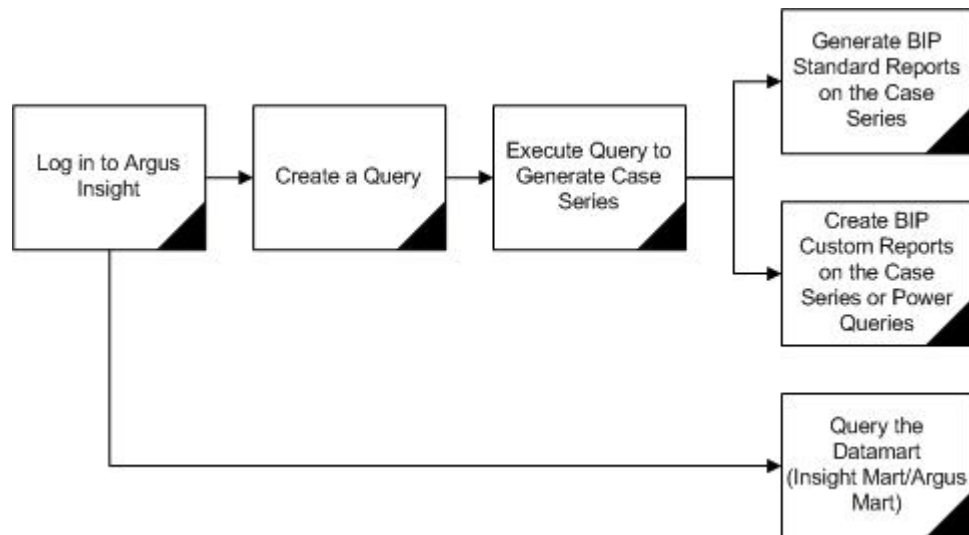 Log in to Argus
Insight
Create a Query
Execute Query to
Generate Case
Series
Generate BIP
Standard Reports
on the Case
Series
Create BIP
Custom Reports
on the Case
Series or Power
Queries
Query the
Datamart
(Insight Mart/Argus
Mart)